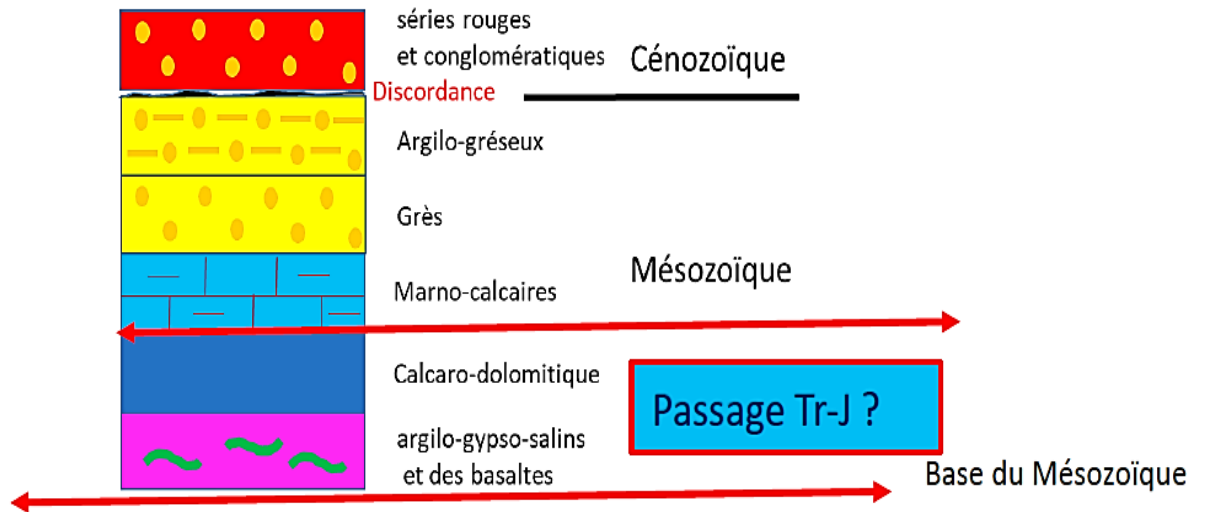 séries rouges
et conglomératiques
Cénozoïque
Discordance
Argilo-gréseux
Grès
Mésozoïque
Marno-calcaires
Calcaro-dolomitique
Passage Tr-J ?
argilo-gypso-salins
et des basaltes
Base du Mésozoïque